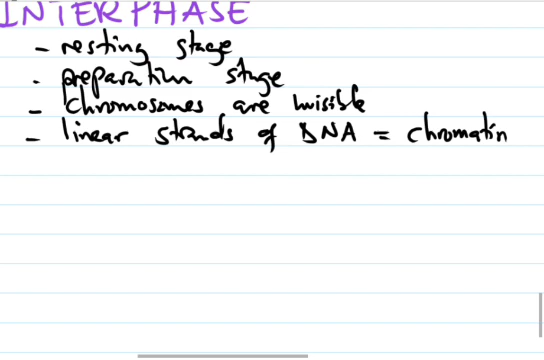 INTERPHASE
- resting stage
- preparation stage
- chromosomes are invisible
- linear strands of DNA = chromatin